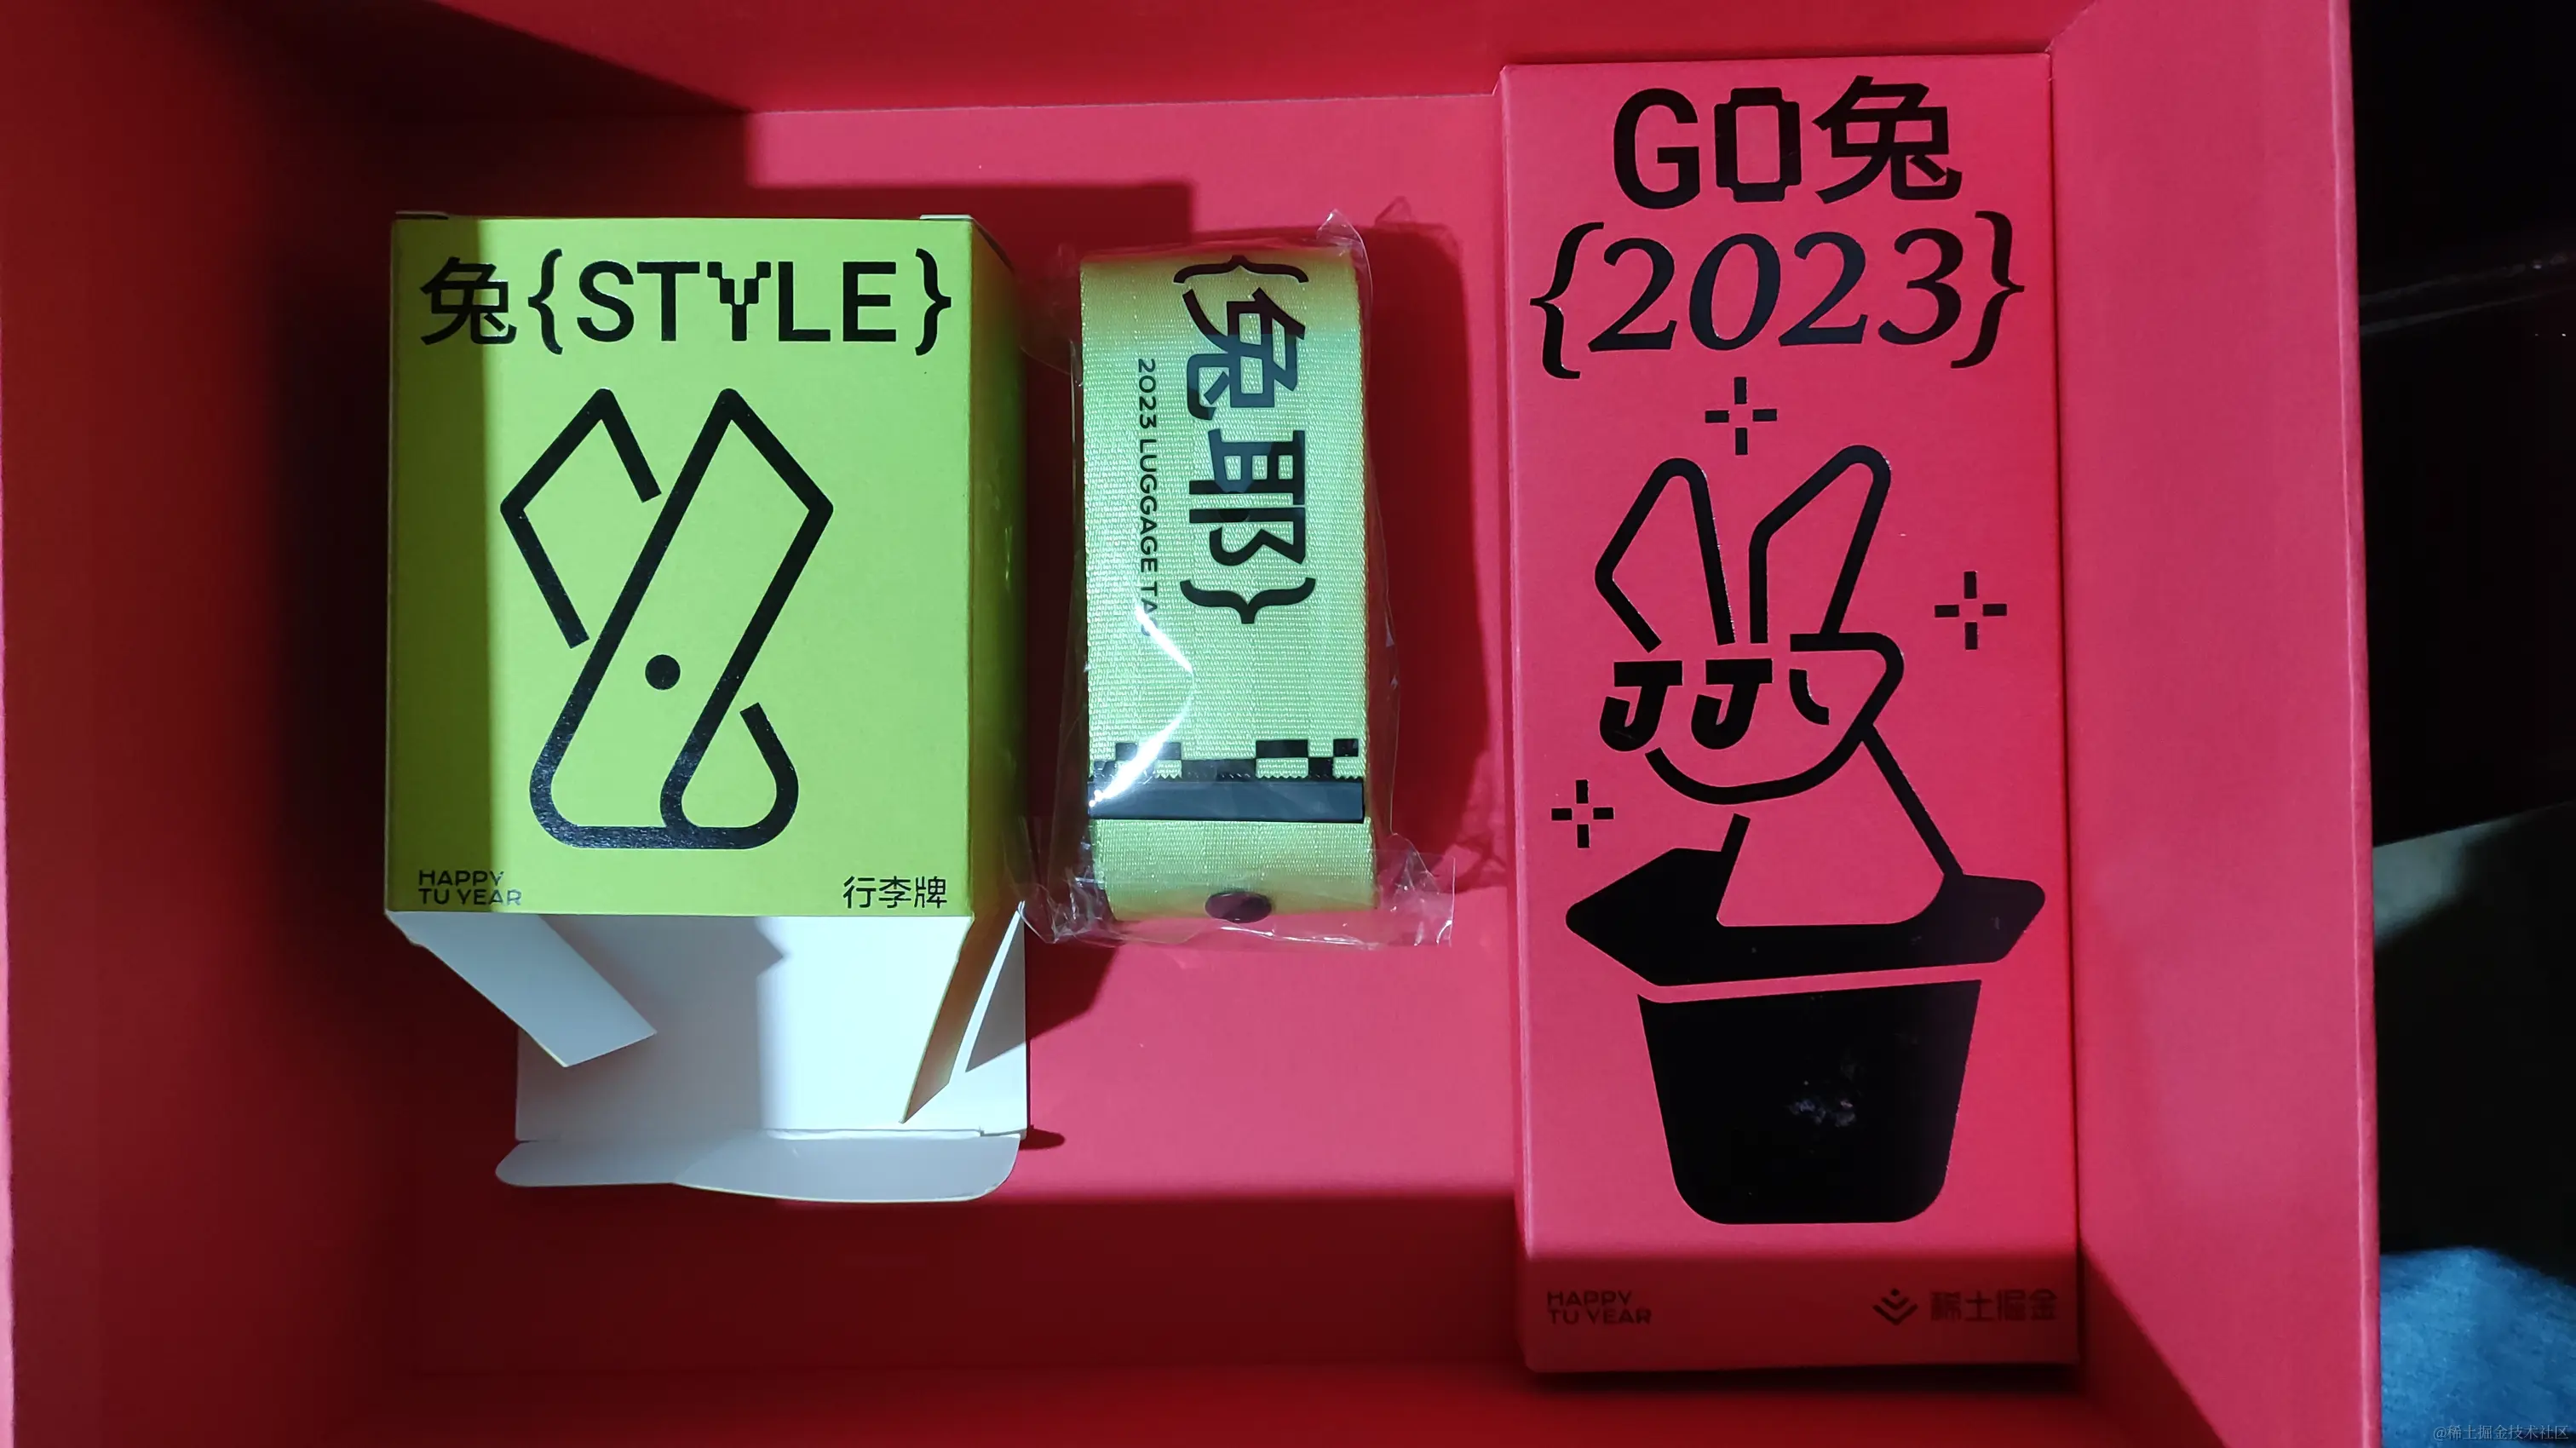 兔{STYLE}
HAPPY
TU YEAR
行李牌
{兔耶}
2023 LUGGAGE TAG
GO兔
{2023}
JJ
HAPPY
TU YEAR
稀土掘金
@稀土掘金技术社区